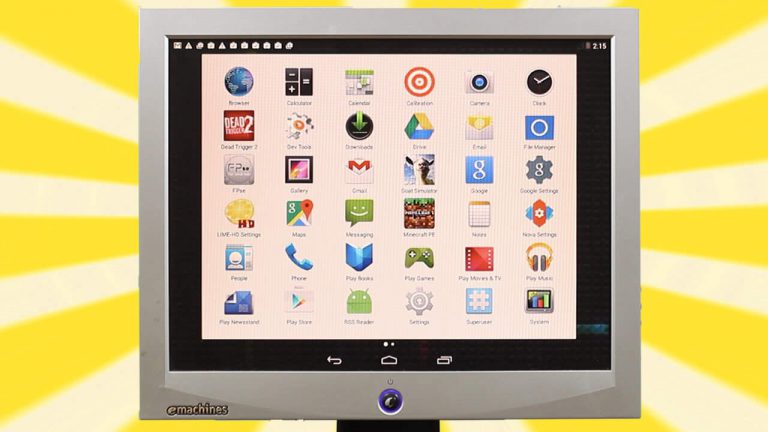 2:15
Browser Calculator Calendar Calibration Camera Clock
DEAD TRIGGER 2
Dead Trigger 2 Dev Tools Downloads Drive Email File Manager
FPse
FPse Gallery Gmail Goat Simulator Google Google Settings
HD
LIME-HD Settings Maps Messaging Minecraft PE Notes Nova Settings
People Phone Play Books Play Games Play Movies & TV Play Music
Play Newsstand Play Store RSS Reader Settings Superuser System
emachines